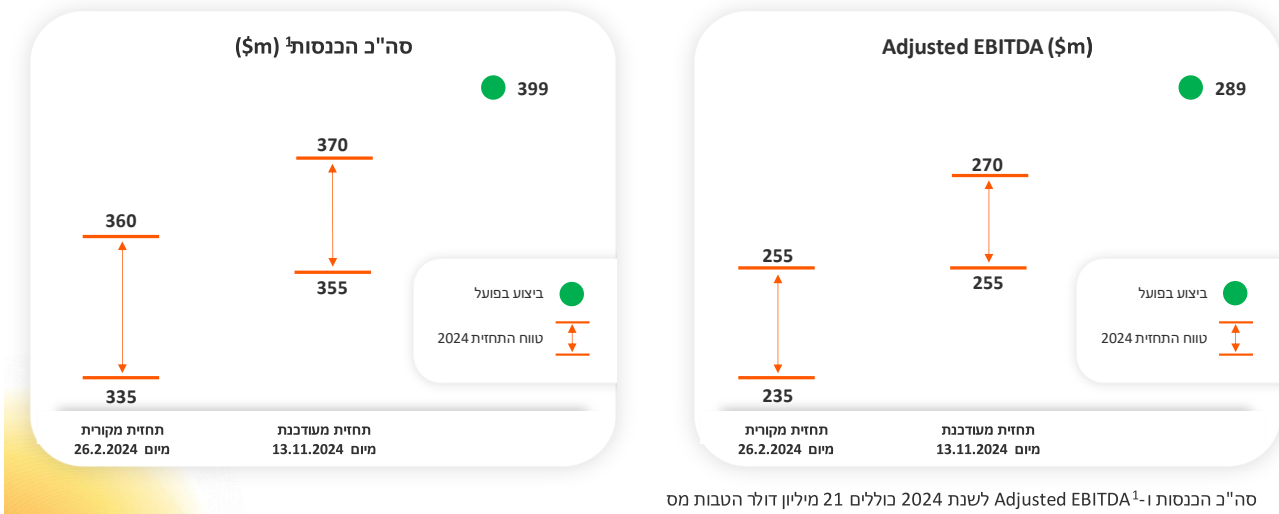 סה"כ הכנסות¹ ($m)
399
370
360
355
335
ביצוע בפועל
טווח התחזית 2024
תחזית מקורית
מיום 26.2.2024
תחזית מעודכנת
מיום 13.11.2024
Adjusted EBITDA ($m)
289
270
255
255
235
ביצוע בפועל
טווח התחזית 2024
תחזית מקורית
מיום 26.2.2024
תחזית מעודכנת
מיום 13.11.2024
סה"כ הכנסות ו-Adjusted EBITDA¹ לשנת 2024 כוללים 21 מיליון דולר הטבות מס